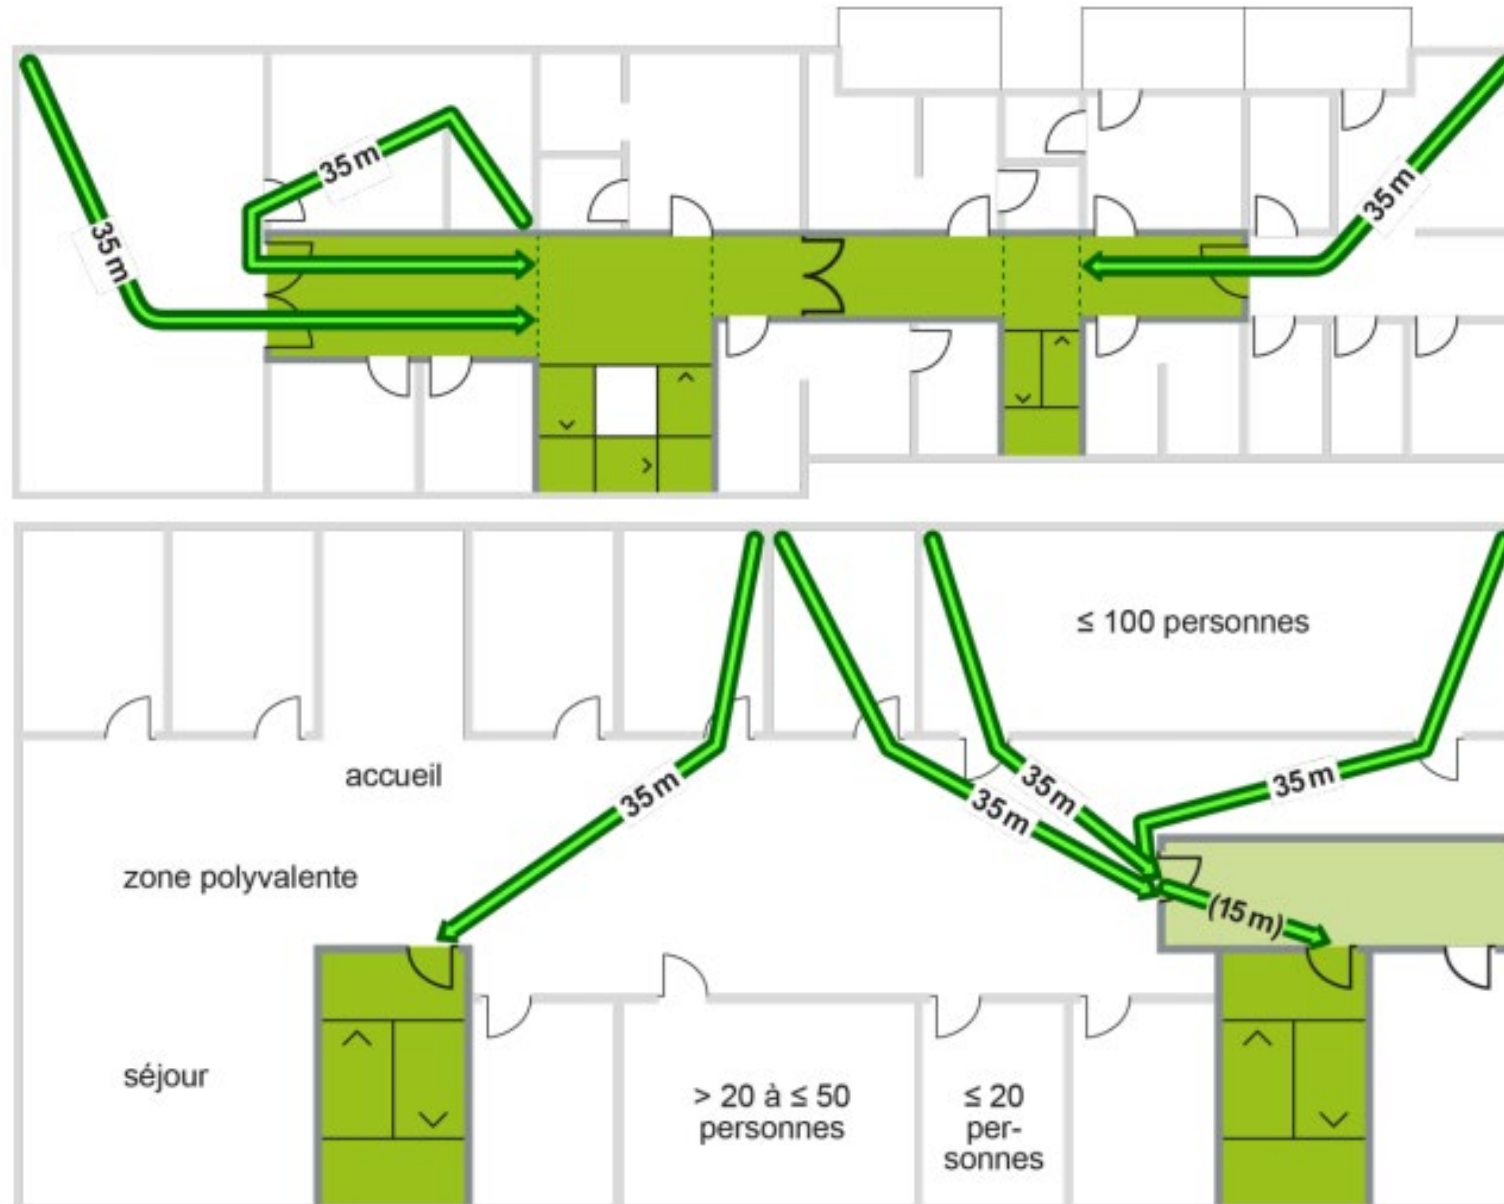 35 m
35 m
35 m
≤ 100 personnes
accueil
35 m
35 m
35 m
35 m
zone polyvalente
(15 m)
séjour
> 20 à ≤ 50
personnes
≤ 20
per-
sonnes